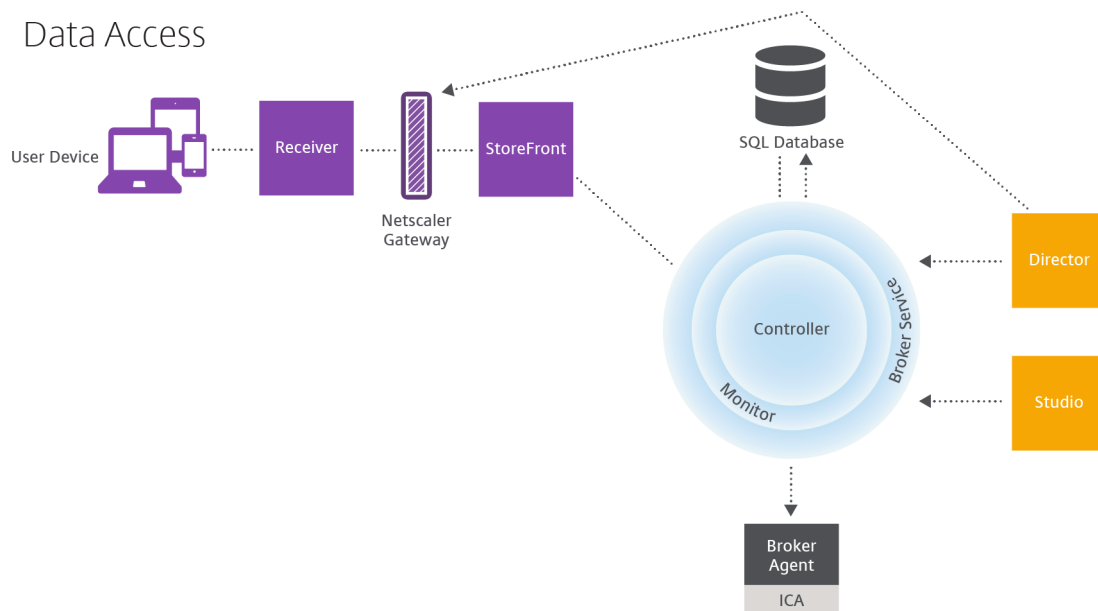 Data Access
User Device
Receiver
Netscaler
Gateway
StoreFront
SQL Database
Controller
Monitor
Broker Service
Director
Studio
Broker
Agent
ICA